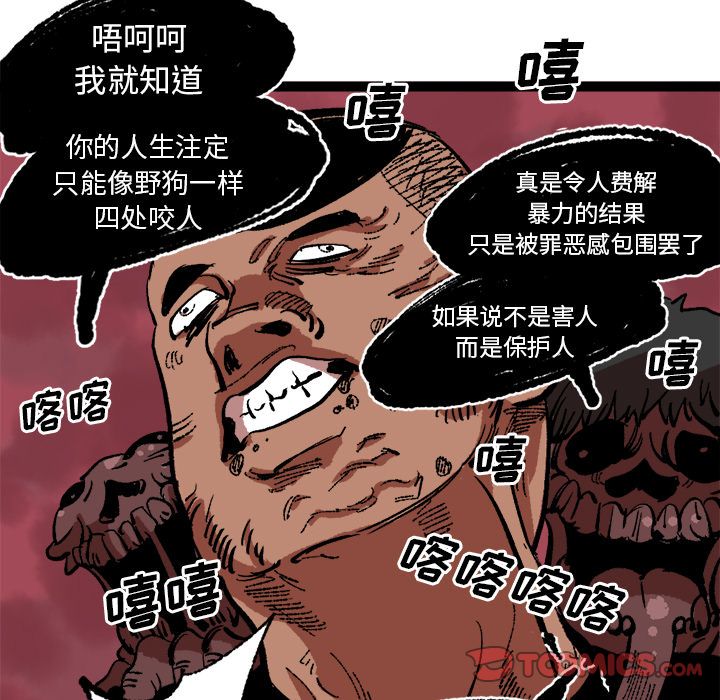 唔呵呵
我就知道
你的人生注定
只能像野狗一样
四处咬人
嘻
嘻
真是令人费解
暴力的结果
只是被罪恶感包围罢了
如果说不是害人
而是保护人
嘻
喀喀
嘻
嘻嘻
喀喀喀喀
TCOMICS.COM